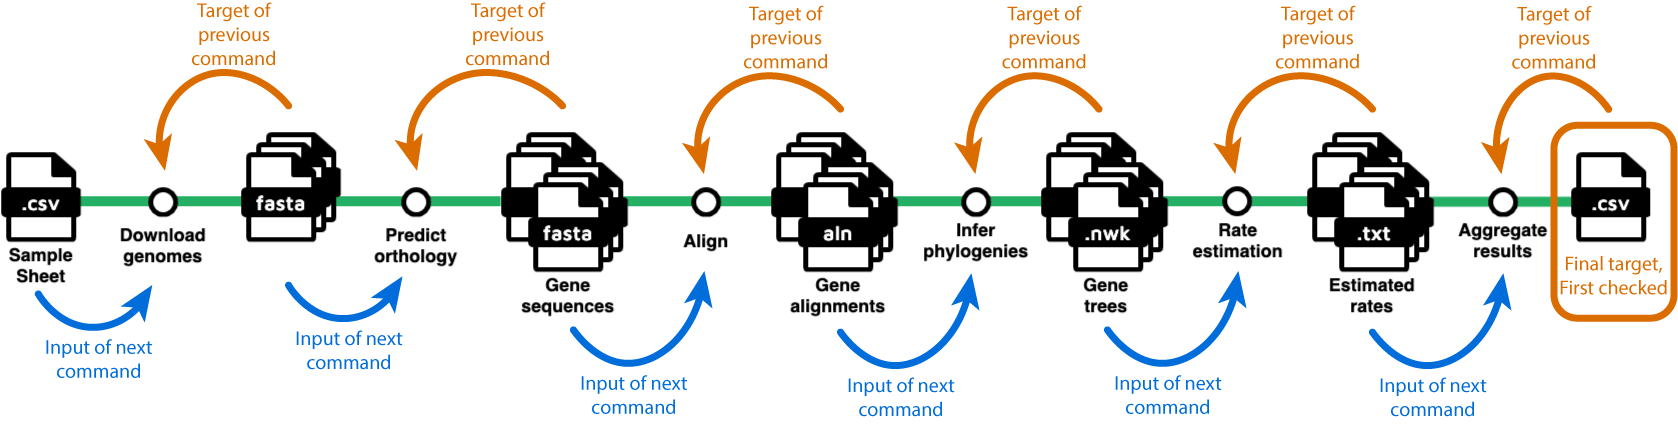 Target of
previous
command
Target of
previous
command
Target of
previous
command
Target of
previous
command
Target of
previous
command
Target of
previous
command
.csv
fasta
fasta
aln
.nwk
.txt
.csv
Sample
Sheet
Download
genomes
Predict
orthology
Gene
sequences
Align
Gene
alignments
Infer
phylogenies
Gene
trees
Rate
estimation
Estimated
rates
Aggregate
results
Final target,
First checked
Input of next
command
Input of next
command
Input of next
command
Input of next
command
Input of next
command
Input of next
command